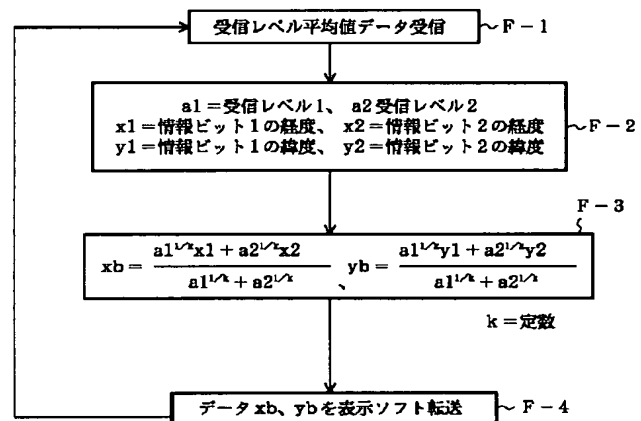 受信レベル平均値データ受信 ～F－1
a1＝受信レベル1、 a2受信レベル2
x1＝情報ビット1の経度、 x2＝情報ビット2の経度
y1＝情報ビット1の緯度、 y2＝情報ビット2の緯度
～F－2
F－3
xb＝ (a1^{1/k}x1＋a2^{1/k}x2)/(a1^{1/k}＋a2^{1/k}) 、 yb＝ (a1^{1/k}y1＋a2^{1/k}y2)/(a1^{1/k}＋a2^{1/k})
k＝定数
データxb、ybを表示ソフト転送 ～F－4